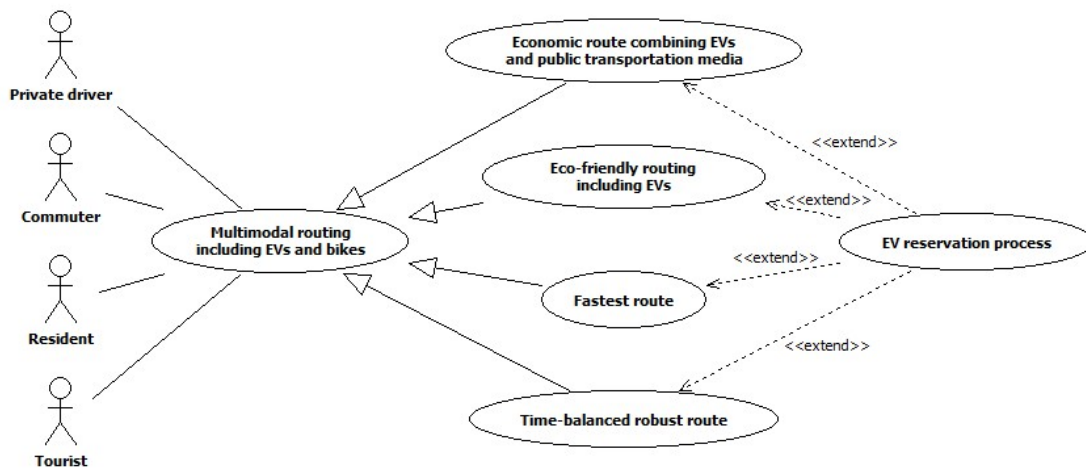 Economic route combining EVs
and public transportation media
Private driver
<<extend>>
Eco-friendly routing
including EVs
<<extend>>
Commuter
Multimodal routing
including EVs and bikes
EV reservation process
<<extend>>
Fastest route
Resident
<<extend>>
Time-balanced robust route
Tourist